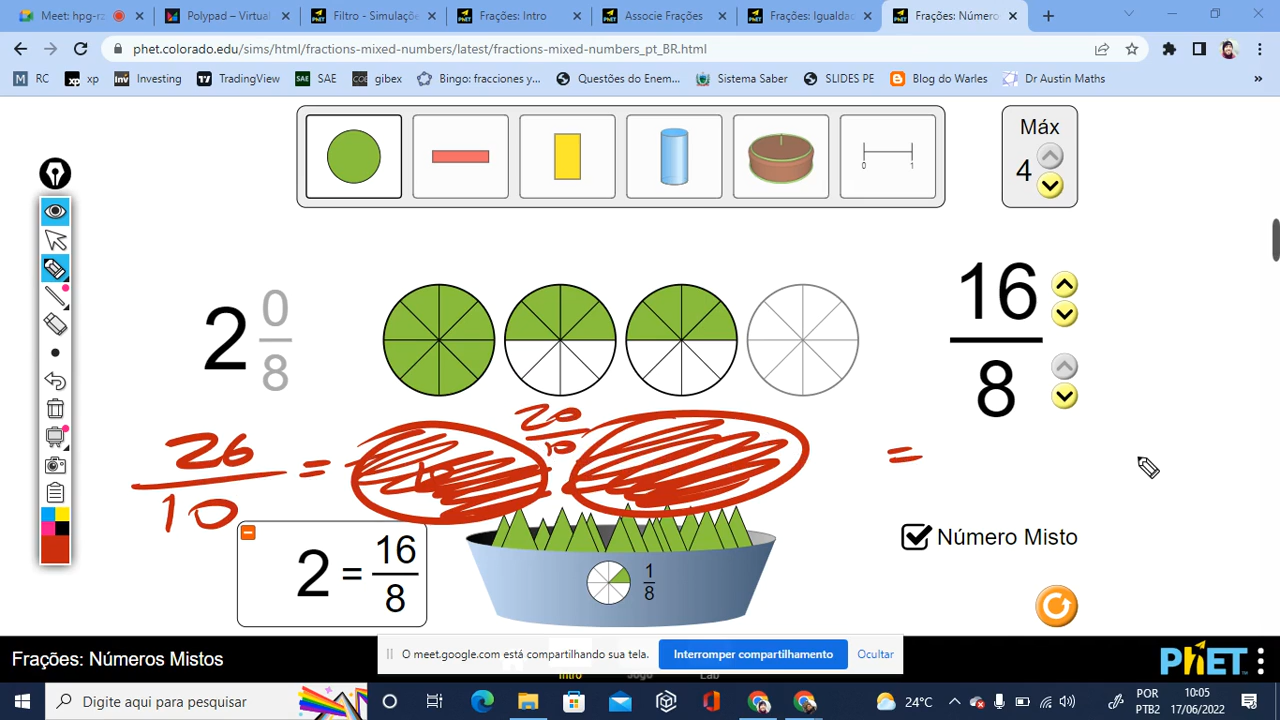 Meet: hpg-rz
Polypad – Virtual
Filtro - Simulaçõe
Frações: Intro
Associe Frações
Frações: Igualdad
Frações: Número
phet.colorado.edu/sims/html/fractions-mixed-numbers/latest/fractions-mixed-numbers_pt_BR.html
RC xp Investing TradingView SAE gibex Bingo: fracciones y... Questões do Enem... Sistema Saber SLIDES PE Blog do Warles Dr Austin Maths »
Máx
4
0 1
2 0/8
16/8
26/10 = 20/10 =
10
2 = 16/8
1/8
Número Misto
O meet.google.com está compartilhando sua tela.
Interromper compartilhamento
Ocultar
Frações: Números Mistos
Intro Jogo Lab
PhET
Digite aqui para pesquisar
24°C
POR
PTB2
10:05
17/06/2022